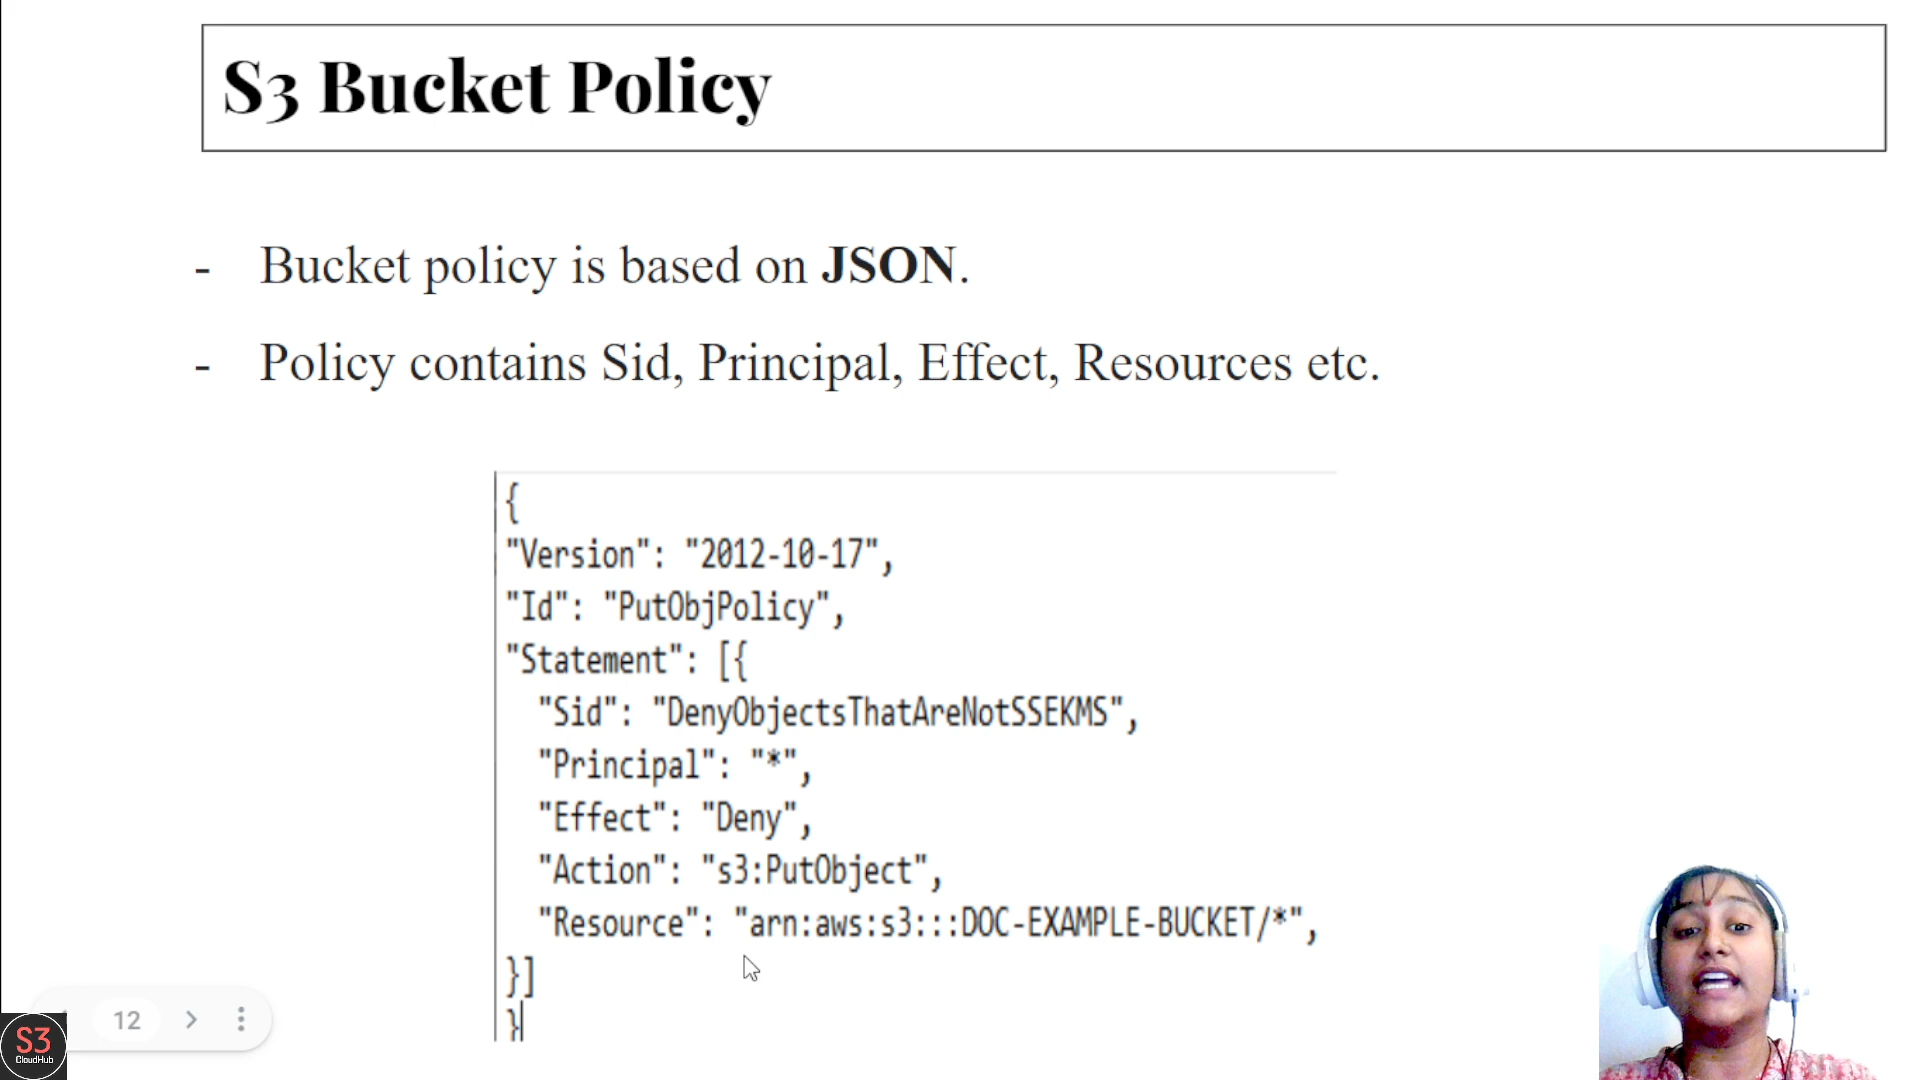 S3 Bucket Policy
- Bucket policy is based on JSON.
- Policy contains Sid, Principal, Effect, Resources etc.
{
"Version": "2012-10-17",
"Id": "PutObjPolicy",
"Statement": [{
"Sid": "DenyObjectsThatAreNotSSEKMS",
"Principal": "*",
"Effect": "Deny",
"Action": "s3:PutObject",
"Resource": "arn:aws:s3:::DOC-EXAMPLE-BUCKET/*",
}]
}
12
S3
CloudHub